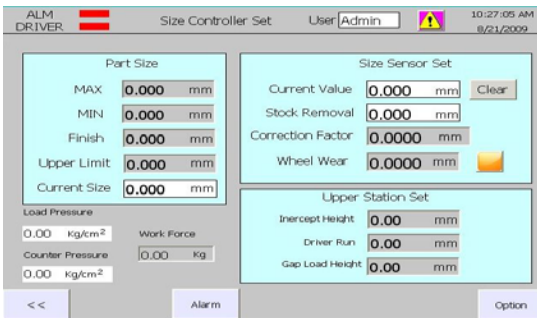 ALM
DRIVER
Size Controller Set
User Admin
10:27:05 AM
8/21/2009
Part Size
MAX 0.000 mm
MIN 0.000 mm
Finish 0.000 mm
Upper Limit 0.000 mm
Current Size 0.000 mm
Size Sensor Set
Current Value 0.000 mm Clear
Stock Removal 0.000 mm
Correction Factor 0.0000 mm
Wheel Wear 0.0000 mm
Load Pressure
0.00 Kg/cm²
Counter Pressure
0.00 Kg/cm²
Work Force
0.00 Kg
Upper Station Set
Inercept Height 0.00 mm
Driver Run 0.00 mm
Gap Load Height 0.00 mm
<<
Alarm
Option